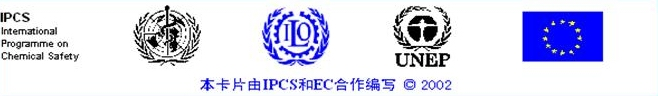 IPCS
International
Programme on
Chemical Safety
ILO
UNEP
本卡片由IPCS和EC合作编写 © 2002